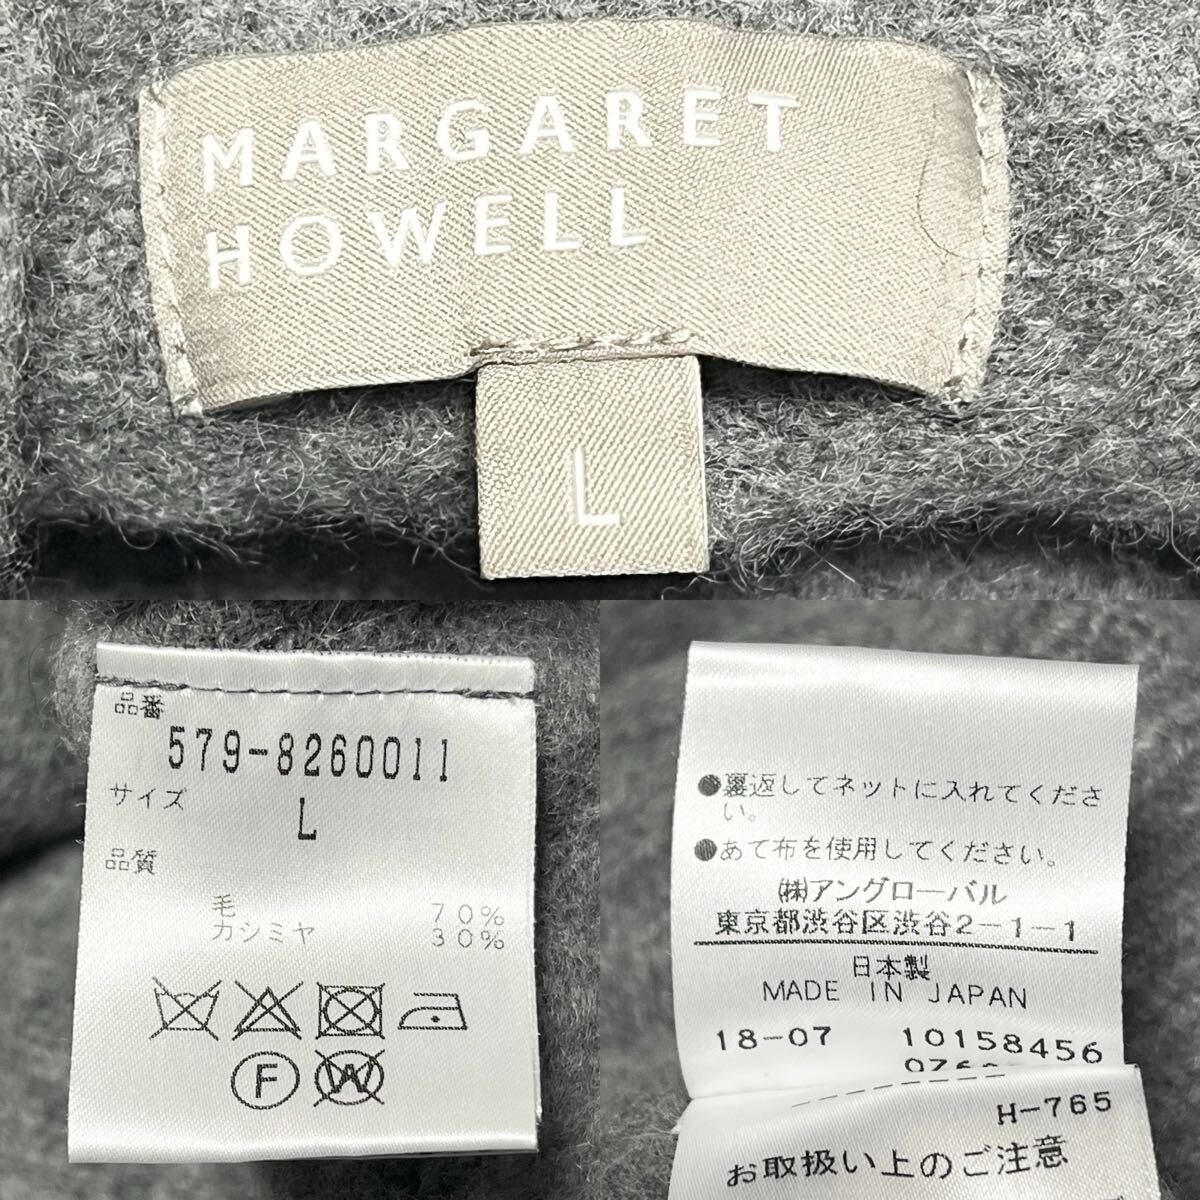 MARGARET
HOWELL
L
品番
579-8260011
サイズ
L
品質
毛 70%
カシミヤ 30%
F
W
●裏返してネットに入れてくださ
い。
●あて布を使用してください。
㈱アングローバル
東京都渋谷区渋谷2-1-1
日本製
MADE IN JAPAN
18-07 10158456
H-765
お取扱い上のご注意